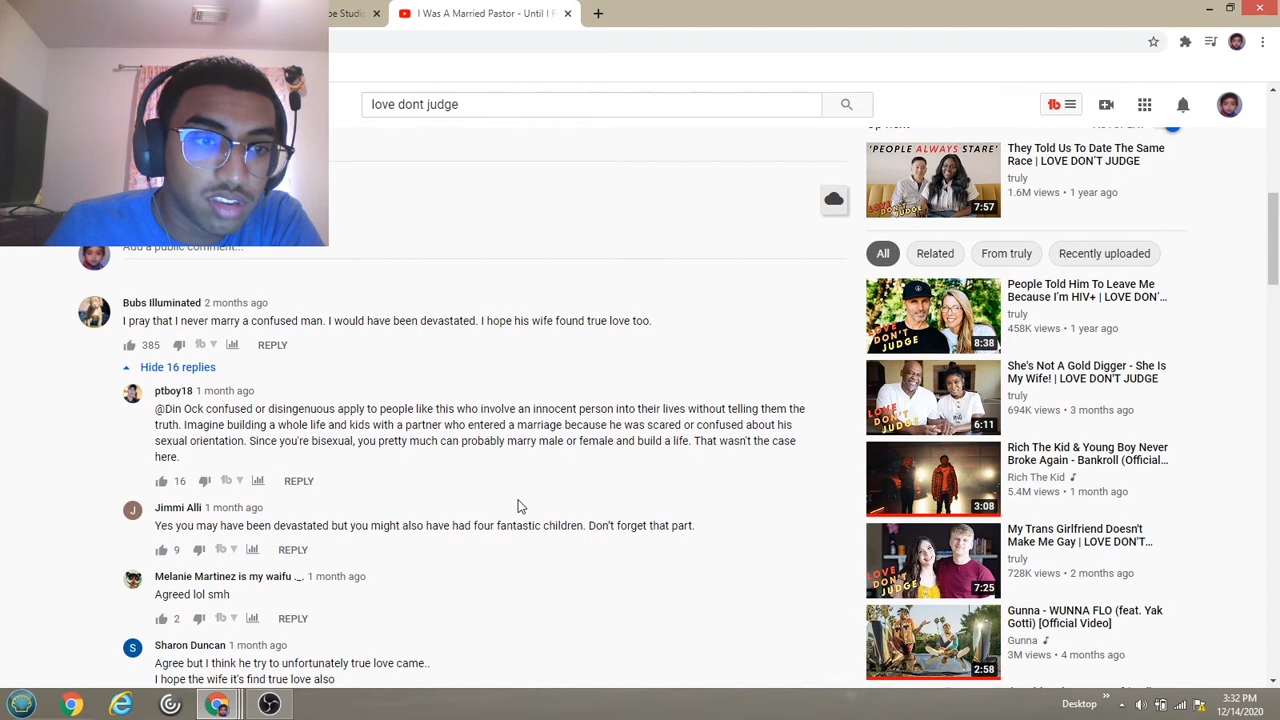 pe Studio
I Was A Married Pastor - Until I F
love dont judge
'PEOPLE ALWAYS STARE'
LOVE DON'T JUDGE
7:57
They Told Us To Date The Same
Race | LOVE DON'T JUDGE
truly
1.6M views • 1 year ago
All
Related
From truly
Recently uploaded
Add a public comment...
Bubs Illuminated 2 months ago
I pray that I never marry a confused man. I would have been devastated. I hope his wife found true love too.
385
REPLY
Hide 16 replies
ptboy18 1 month ago
@Din Ock confused or disingenuous apply to people like this who involve an innocent person into their lives without telling them the
truth. Imagine building a whole life and kids with a partner who entered a marriage because he was scared or confused about his
sexual orientation. Since you're bisexual, you pretty much can probably marry male or female and build a life. That wasn't the case
here.
16
REPLY
Jimmi Alli 1 month ago
Yes you may have been devastated but you might also have had four fantastic children. Don't forget that part.
9
REPLY
Melanie Martinez is my waifu ._. 1 month ago
Agreed lol smh
2
REPLY
Sharon Duncan 1 month ago
Agree but I think he try to unfortunately true love came..
I hope the wife it's find true love also
LOVE DON'T JUDGE
8:38
People Told Him To Leave Me
Because I'm HIV+ | LOVE DON'...
truly
458K views • 1 year ago
LOVE DON'T JUDGE
6:11
She's Not A Gold Digger - She Is
My Wife! | LOVE DON'T JUDGE
truly
694K views • 3 months ago
3:08
Rich The Kid & Young Boy Never
Broke Again - Bankroll (Official...
Rich The Kid
5.4M views • 1 month ago
LOVE DON'T JUDGE
7:25
My Trans Girlfriend Doesn't
Make Me Gay | LOVE DON'T...
truly
728K views • 2 months ago
2:58
Gunna - WUNNA FLO (feat. Yak
Gotti) [Official Video]
Gunna
3M views • 4 months ago
Desktop
3:32 PM
12/14/2020